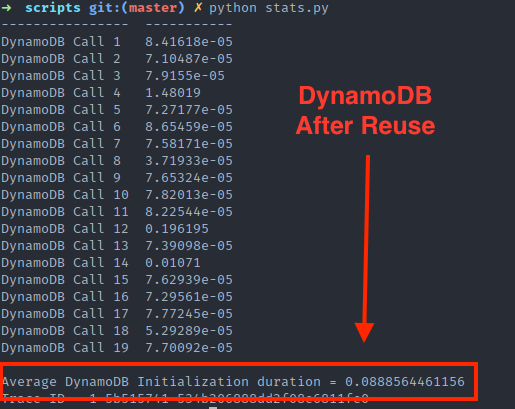 ➜ scripts git:(master) ✗ python stats.py
---------------- -----------
DynamoDB Call 1 8.41618e-05
DynamoDB Call 2 7.10487e-05
DynamoDB Call 3 7.9155e-05
DynamoDB Call 4 1.48019
DynamoDB Call 5 7.27177e-05
DynamoDB Call 6 8.65459e-05
DynamoDB Call 7 7.58171e-05
DynamoDB Call 8 3.71933e-05
DynamoDB Call 9 7.65324e-05
DynamoDB Call 10 7.82013e-05
DynamoDB Call 11 8.22544e-05
DynamoDB Call 12 0.196195
DynamoDB Call 13 7.39098e-05
DynamoDB Call 14 0.01071
DynamoDB Call 15 7.62939e-05
DynamoDB Call 16 7.29561e-05
DynamoDB Call 17 7.77245e-05
DynamoDB Call 18 5.29289e-05
DynamoDB Call 19 7.70092e-05
DynamoDB
After Reuse
Average DynamoDB Initialization duration = 0.0888564461156
Trace ID